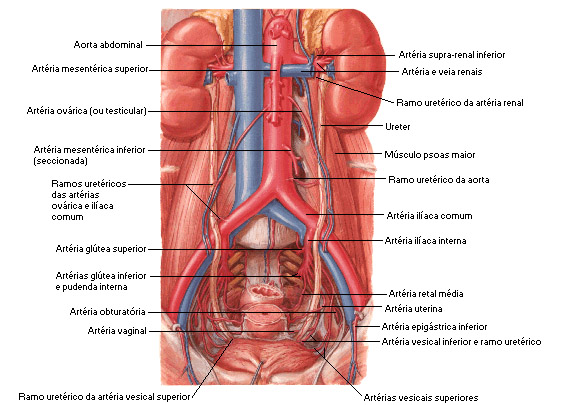 Aorta abdominal
Artéria mesentérica superior
Artéria ovárica (ou testicular)
Artéria mesentérica inferior
(seccionada)
Ramos uretéricos
das artérias
ovárica e ilíaca
comum
Artéria glútea superior
Artérias glútea inferior
e pudenda interna
Artéria obturatória
Artéria vaginal
Ramo uretérico da artéria vesical superior
Artéria supra-renal inferior
Artéria e veia renais
Ramo uretérico da artéria renal
Ureter
Músculo psoas maior
Ramo uretérico da aorta
Artéria ilíaca comum
Artéria ilíaca interna
Artéria retal média
Artéria uterina
Artéria epigástrica inferior
Artéria vesical inferior e ramo uretérico
Artérias vesicais superiores